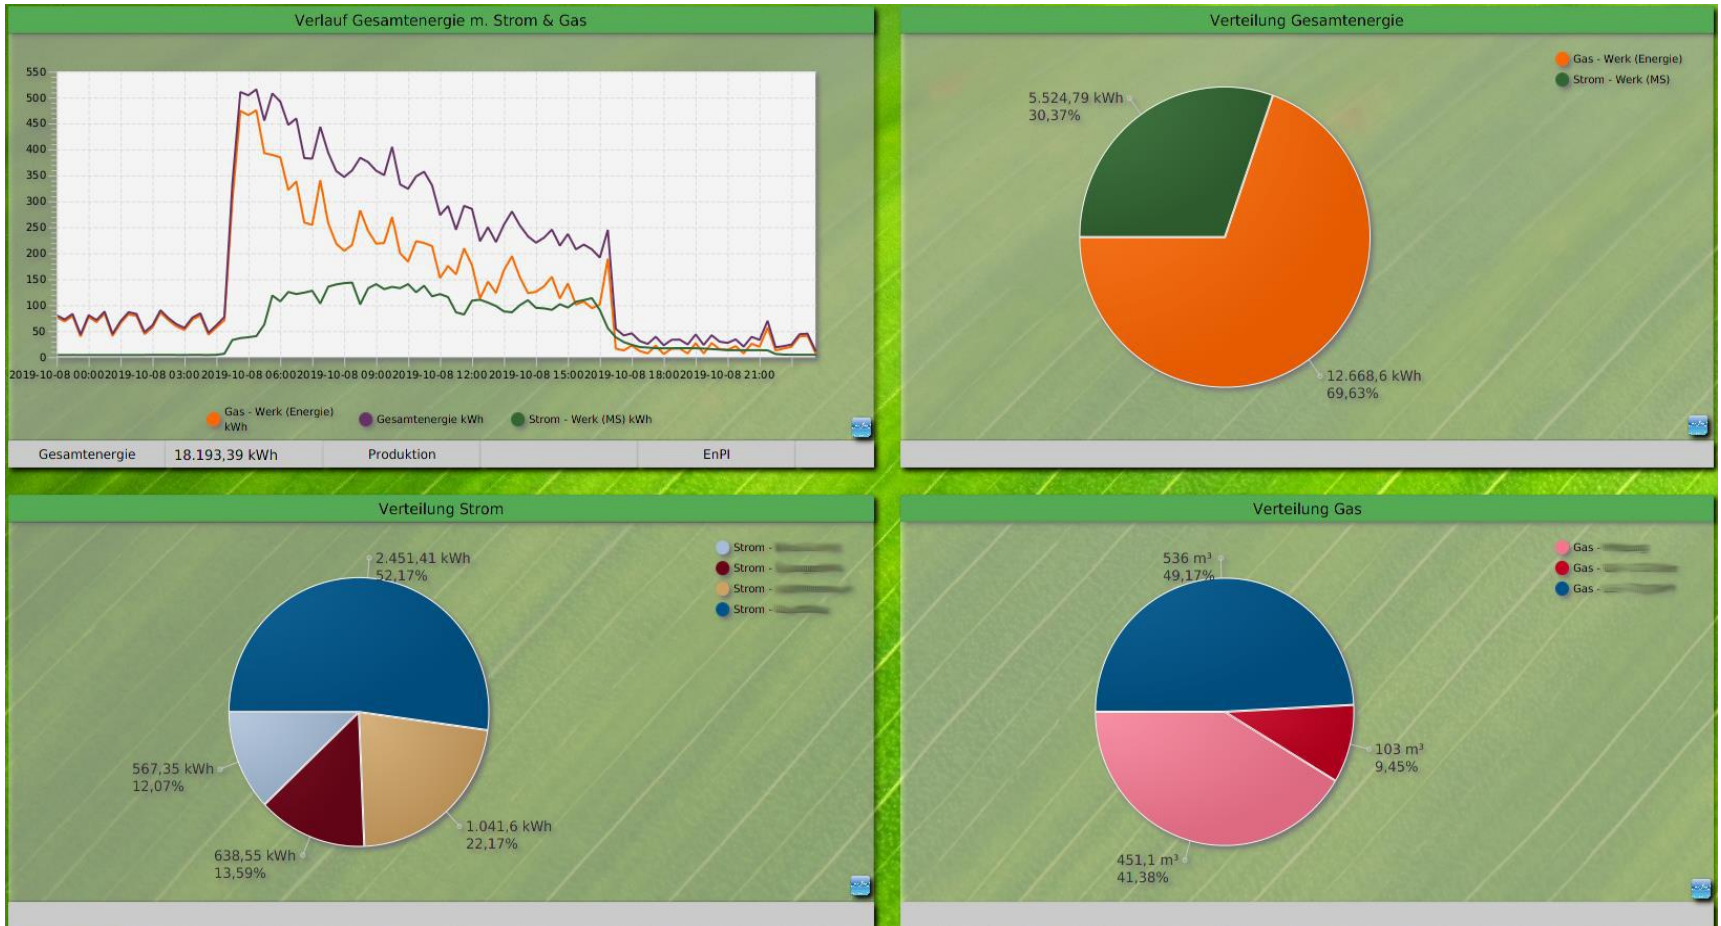 Verlauf Gesamtenergie m. Strom & Gas
550
500
450
400
350
300
250
200
150
100
50
0
2019-10-08 00:00 2019-10-08 03:00 2019-10-08 06:00 2019-10-08 09:00 2019-10-08 12:00 2019-10-08 15:00 2019-10-08 18:00 2019-10-08 21:00
Gas - Werk (Energie)
kWh
Gesamtenergie kWh
Strom - Werk (MS) kWh
Gesamtenergie 18.193,39 kWh Produktion EnPI
Verteilung Gesamtenergie
Gas - Werk (Energie)
Strom - Werk (MS)
5.524,79 kWh
30,37%
12.668,6 kWh
69,63%
Verteilung Strom
2.451,41 kWh
52,17%
Strom -
Strom -
Strom -
Strom -
567,35 kWh
12,07%
1.041,6 kWh
22,17%
638,55 kWh
13,59%
Verteilung Gas
536 m³
49,17%
Gas -
Gas -
Gas -
103 m³
9,45%
451,1 m³
41,38%